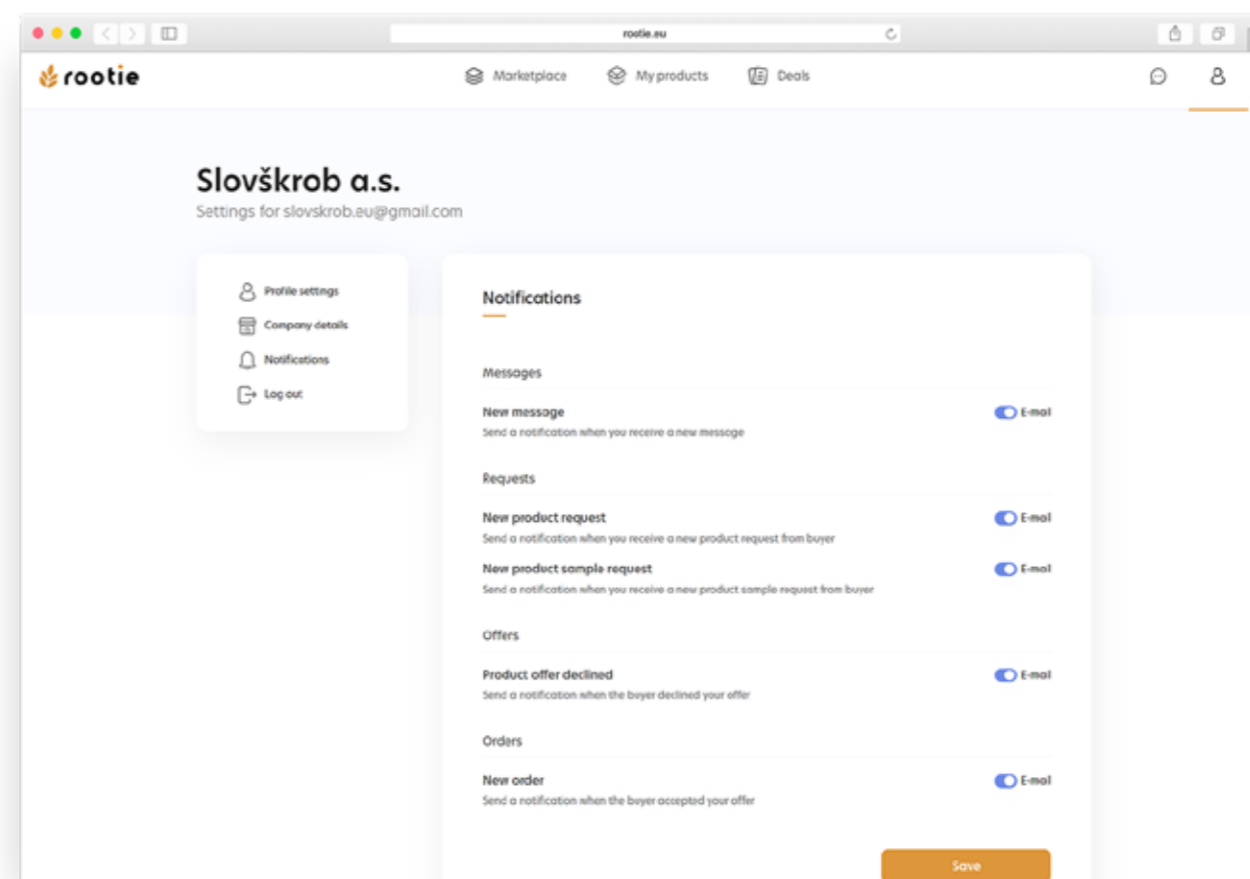 rootie.eu
rootie
Marketplace
My products
Deals
Slovškrob a.s.
Settings for slovskrob.eu@gmail.com
Profile settings
Company details
Notifications
Log out
Notifications
Messages
New message
E-mail
Send a notification when you receive a new message
Requests
New product request
E-mail
Send a notification when you receive a new product request from buyer
New product sample request
E-mail
Send a notification when you receive a new product sample request from buyer
Offers
Product offer declined
E-mail
Send a notification when the buyer declined your offer
Orders
New order
E-mail
Send a notification when the buyer accepted your offer
Save